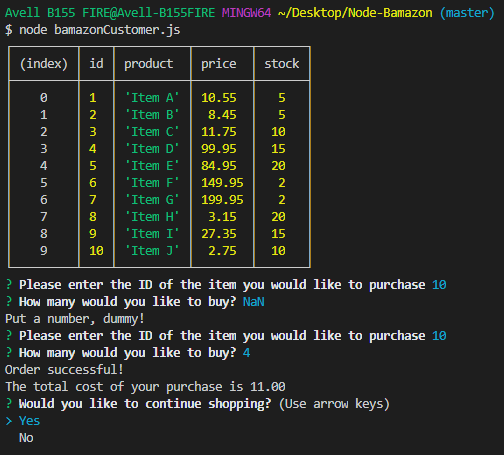 Avell B155 FIRE@Avell-B155FIRE MINGW64 ~/Desktop/Node-Bamazon (master)
$ node bamazonCustomer.js
(index) id product price stock
0 1 'Item A' 10.55 5
1 2 'Item B' 8.45 5
2 3 'Item C' 11.75 10
3 4 'Item D' 99.95 15
4 5 'Item E' 84.95 20
5 6 'Item F' 149.95 2
6 7 'Item G' 199.95 2
7 8 'Item H' 3.15 20
8 9 'Item I' 27.35 15
9 10 'Item J' 2.75 10
? Please enter the ID of the item you would like to purchase 10
? How many would you like to buy? NaN
Put a number, dummy!
? Please enter the ID of the item you would like to purchase 10
? How many would you like to buy? 4
Order successful!
The total cost of your purchase is 11.00
? Would you like to continue shopping? (Use arrow keys)
> Yes
No